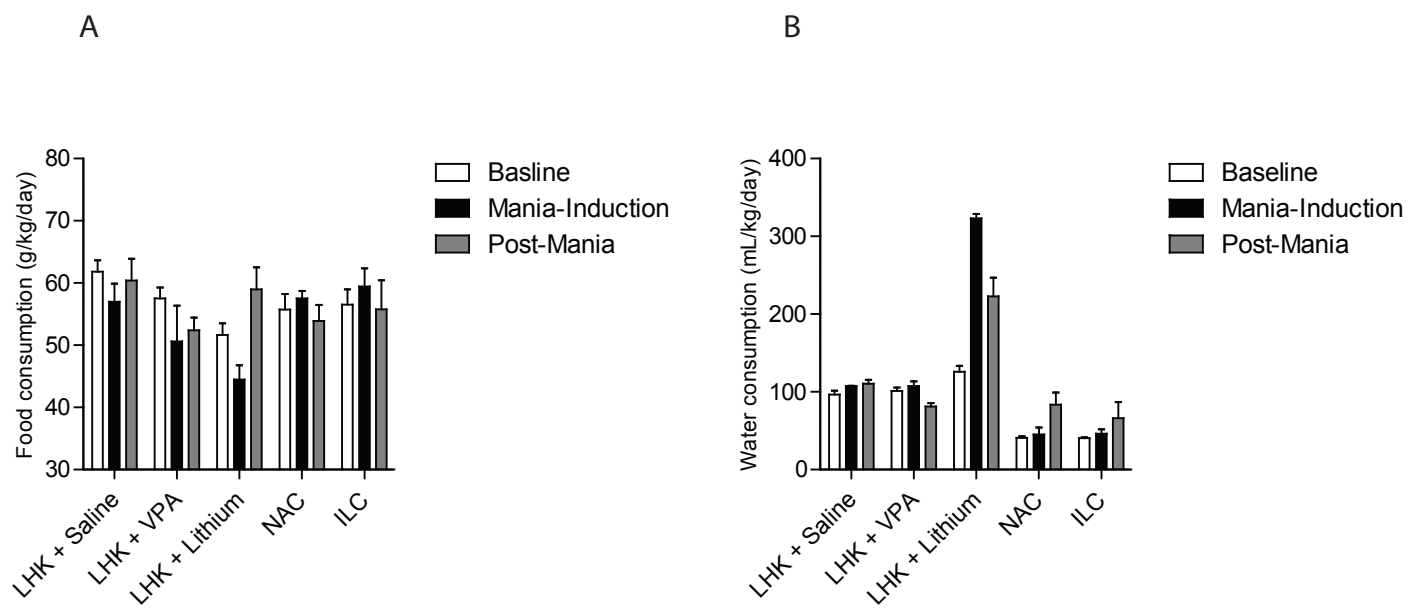 A
Food consumption (g/kg/day)
80
70
60
50
40
30
LHK + Saline
LHK + VPA
LHK + Lithium
NAC
ILC
Basline
Mania-Induction
Post-Mania
B
Water consumption (mL/kg/day)
400
300
200
100
0
LHK + Saline
LHK + VPA
LHK + Lithium
NAC
ILC
Baseline
Mania-Induction
Post-Mania